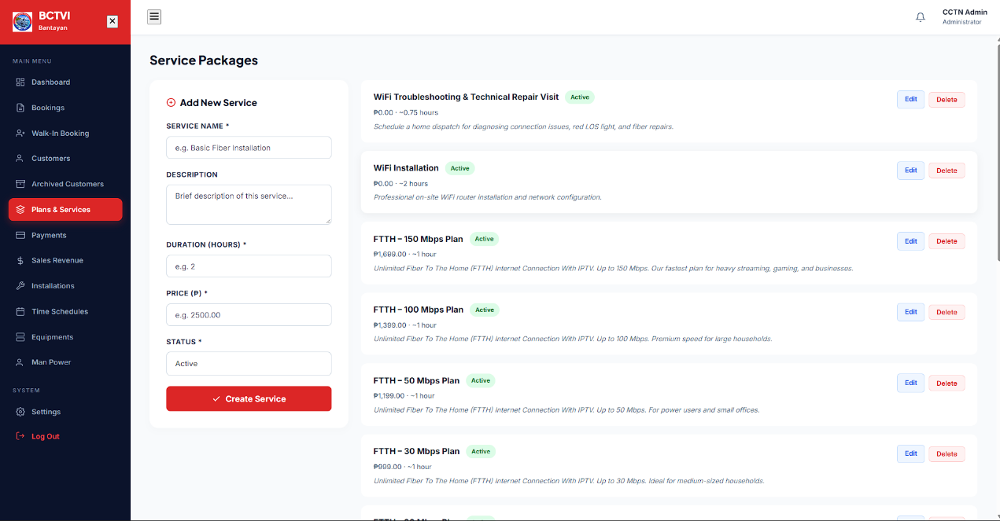 BCTVI
Bantayan
CCTN Admin
Administrator
MAIN MENU
Dashboard
Bookings
Walk-In Booking
Customers
Archived Customers
Plans & Services
Payments
Sales Revenue
Installations
Time Schedules
Equipments
Man Power
SYSTEM
Settings
Log Out
Service Packages
Add New Service
SERVICE NAME *
e.g. Basic Fiber Installation
DESCRIPTION
Brief description of this service...
DURATION (HOURS) *
e.g. 2
PRICE (₱) *
e.g. 2500.00
STATUS *
Active
Create Service
WiFi Troubleshooting & Technical Repair Visit Active Edit Delete
₱0.00 · ~0.75 hours
Schedule a home dispatch for diagnosing connection issues, red LOS light, and fiber repairs.
WiFi Installation Active Edit Delete
₱0.00 · ~2 hours
Professional on-site WiFi router installation and network configuration.
FTTH – 150 Mbps Plan Active Edit Delete
₱1,699.00 · ~1 hour
Unlimited Fiber To The Home (FTTH) Internet Connection With IPTV. Up to 150 Mbps. Our fastest plan for heavy streaming, gaming, and businesses.
FTTH – 100 Mbps Plan Active Edit Delete
₱1,399.00 · ~1 hour
Unlimited Fiber To The Home (FTTH) Internet Connection With IPTV. Up to 100 Mbps. Premium speed for large households.
FTTH – 50 Mbps Plan Active Edit Delete
₱1,199.00 · ~1 hour
Unlimited Fiber To The Home (FTTH) Internet Connection With IPTV. Up to 50 Mbps. For power users and small offices.
FTTH – 30 Mbps Plan Active Edit Delete
₱999.00 · ~1 hour
Unlimited Fiber To The Home (FTTH) Internet Connection With IPTV. Up to 30 Mbps. Ideal for medium-sized households.